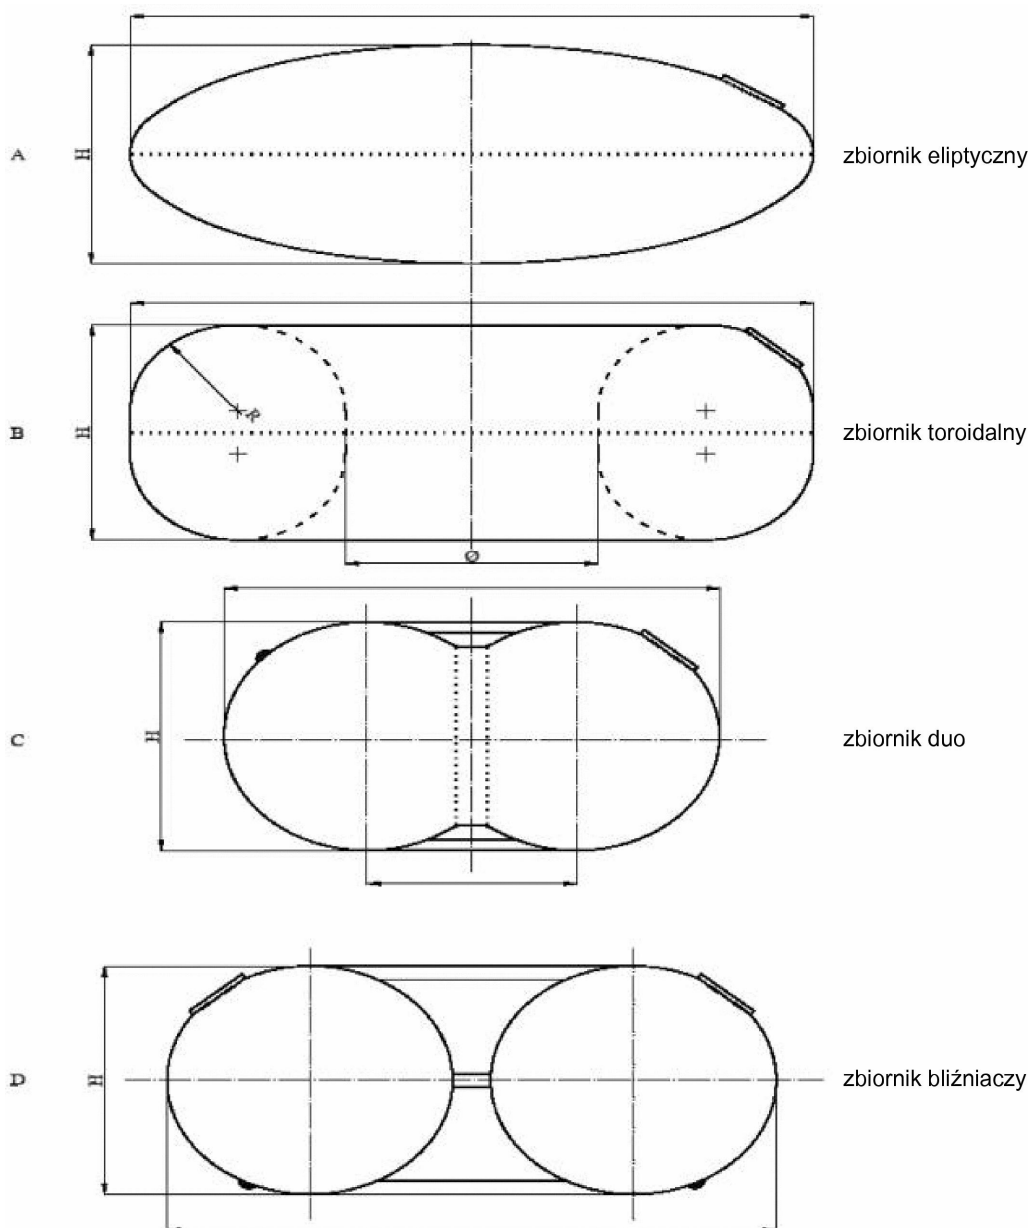 A
H
zbiornik eliptyczny
B
H
R
zbiornik toroidalny
Ø
C
H
zbiornik duo
D
H
zbiornik bliźniaczy